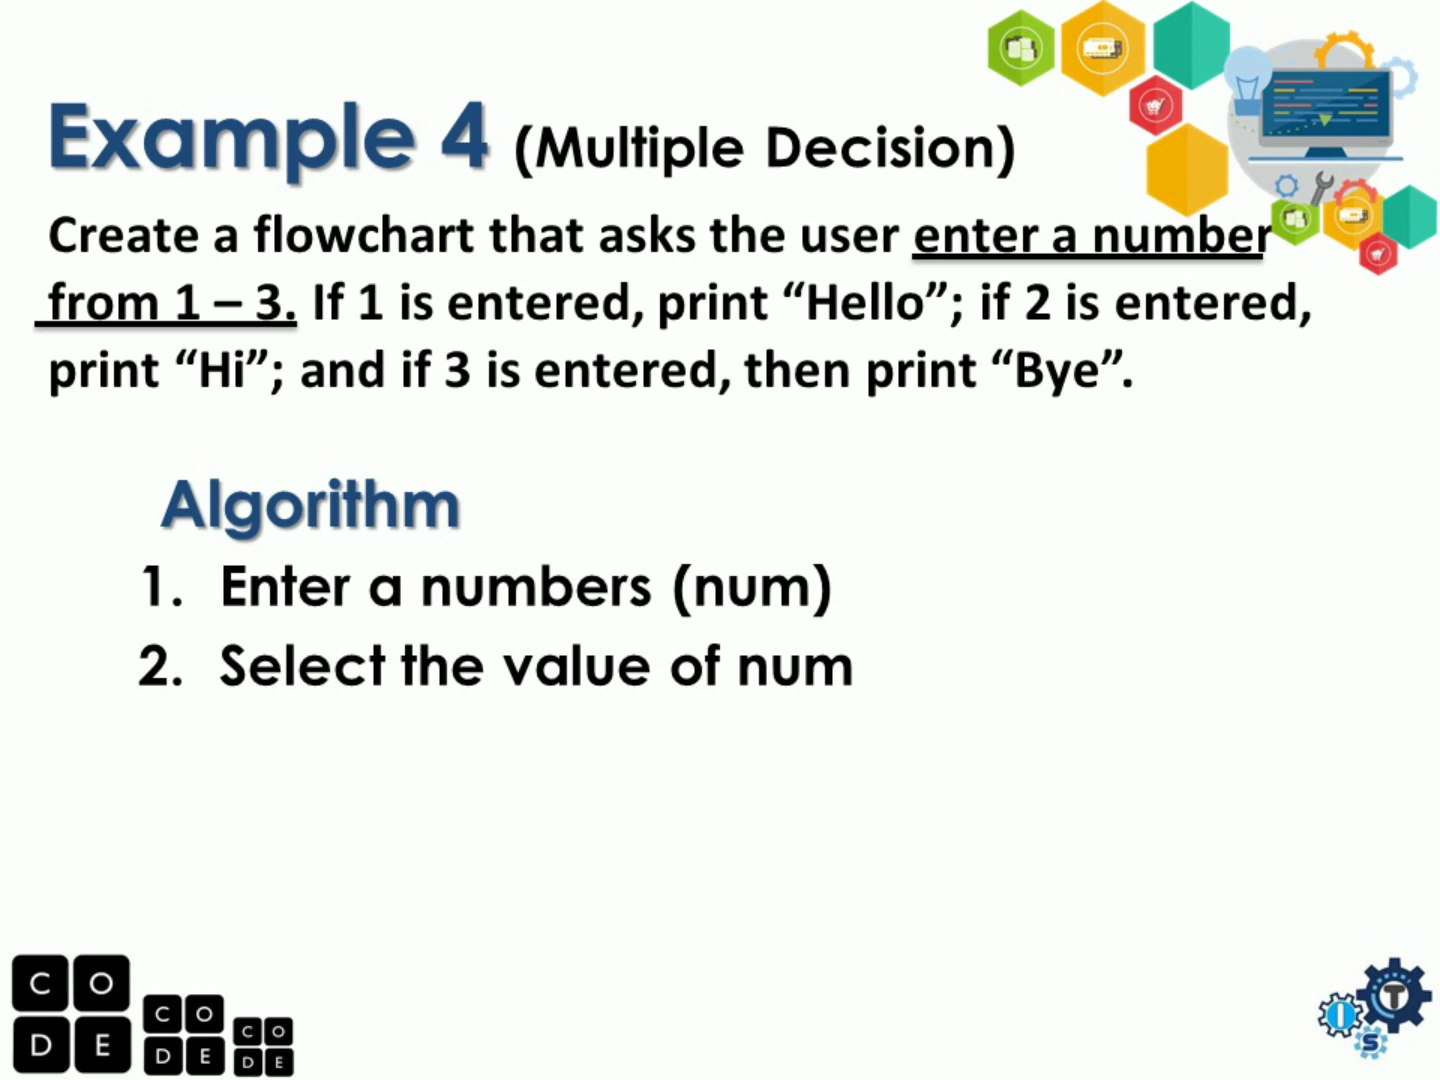 Example 4 (Multiple Decision)
Create a flowchart that asks the user enter a number
from 1 – 3. If 1 is entered, print “Hello”; if 2 is entered,
print “Hi”; and if 3 is entered, then print “Bye”.
Algorithm
1. Enter a numbers (num)
2. Select the value of num
C O
D E
C O
D E
C O
D E
I T
S